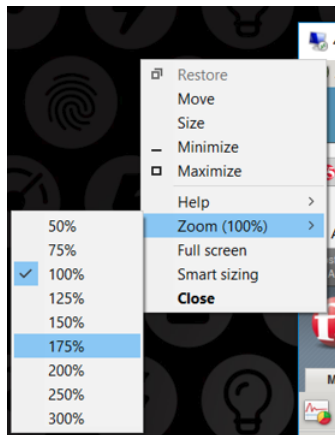 Restore
Move
Size
Minimize
Maximize
Help
Zoom (100%)
Full screen
Smart sizing
Close
50%
75%
100%
125%
150%
175%
200%
250%
300%